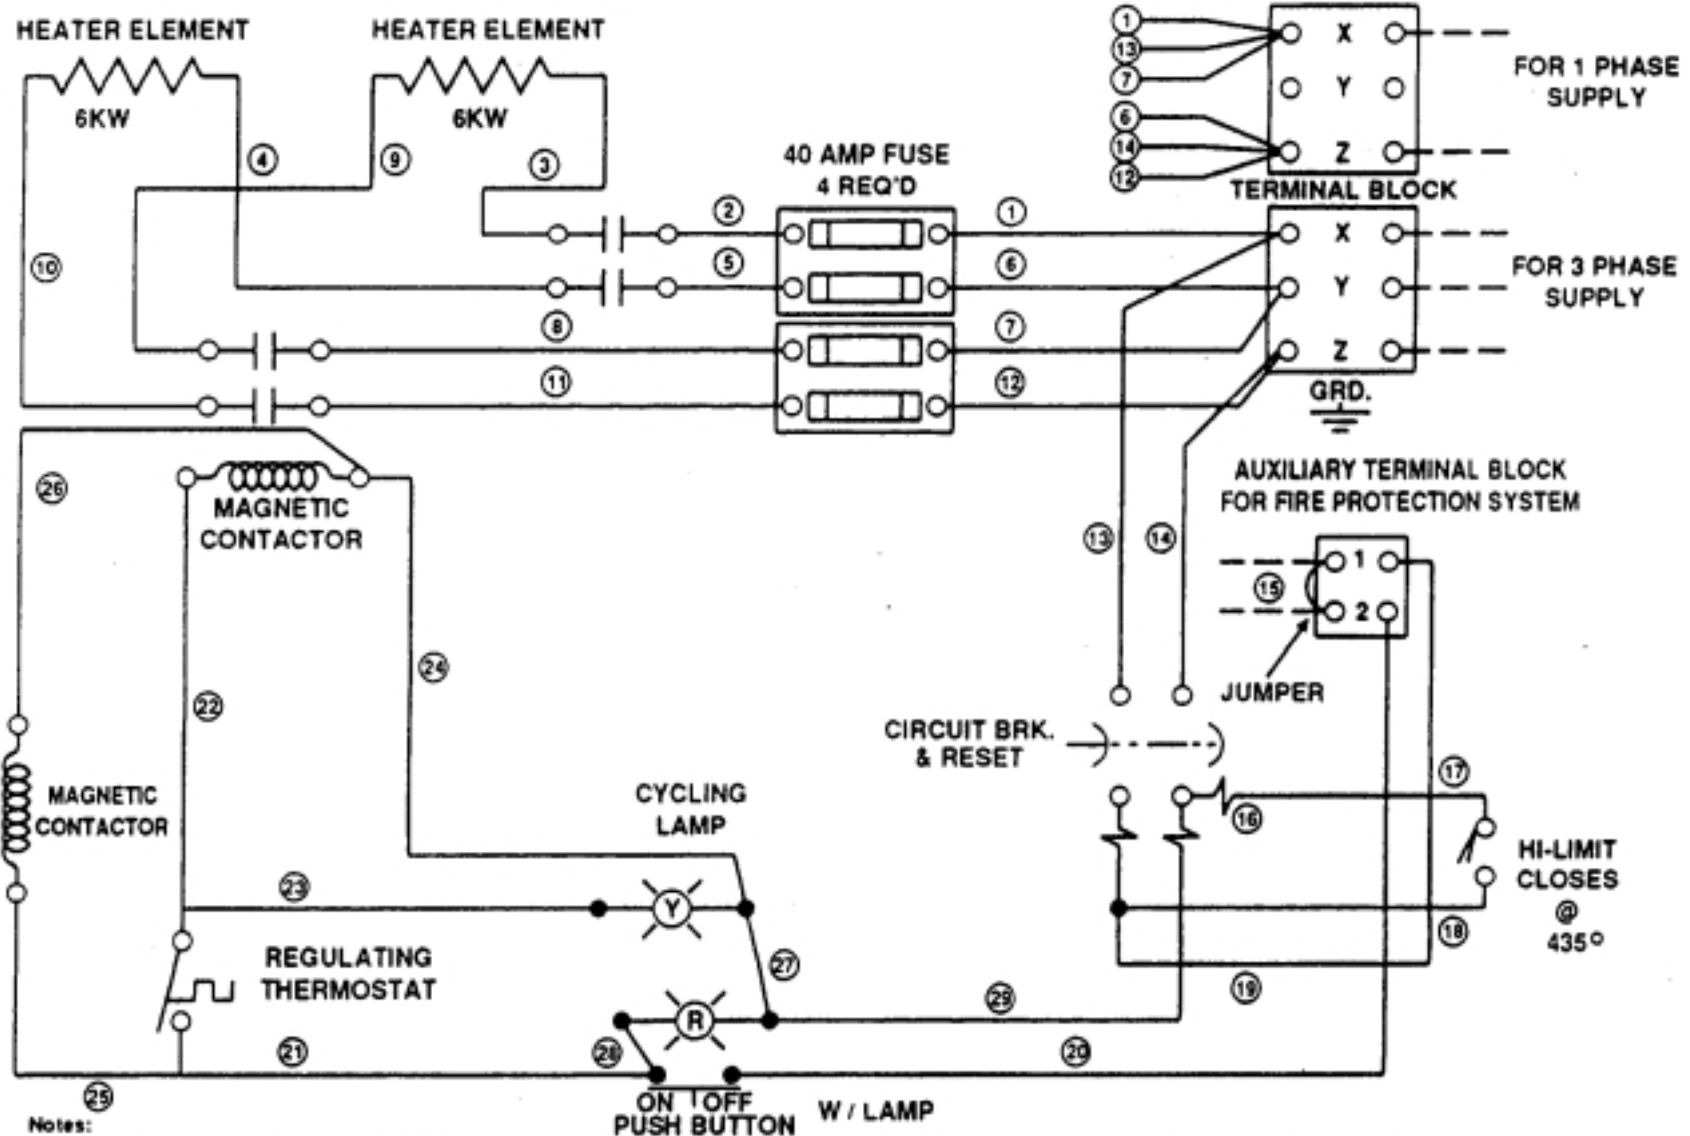 HEATER ELEMENT
HEATER ELEMENT
6KW
6KW
1
13
7
6
14
12
X
Y
Z
FOR 1 PHASE
SUPPLY
TERMINAL BLOCK
4
9
3
10
40 AMP FUSE
4 REQ'D
2
1
5
6
8
7
11
12
X
Y
Z
FOR 3 PHASE
SUPPLY
GRD.
26
MAGNETIC
CONTACTOR
AUXILIARY TERMINAL BLOCK
FOR FIRE PROTECTION SYSTEM
13
14
15
1
2
JUMPER
22
24
CIRCUIT BRK.
& RESET
MAGNETIC
CONTACTOR
CYCLING
LAMP
17
16
HI-LIMIT
CLOSES
@
435°
18
19
23
Y
REGULATING
THERMOSTAT
27
R
29
21
28
20
25
ON OFF
PUSH BUTTON
W / LAMP
Notes: